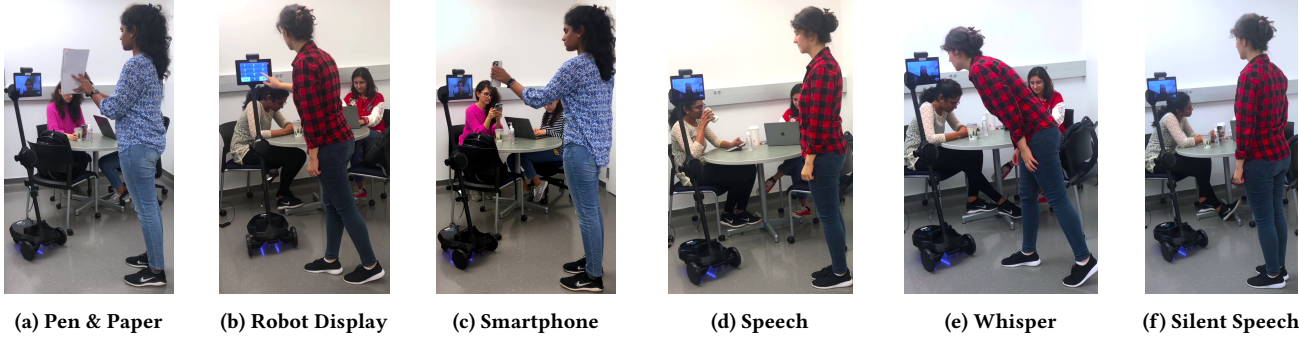 (a) Pen & Paper
(b) Robot Display
(c) Smartphone
(d) Speech
(e) Whisper
(f) Silent Speech